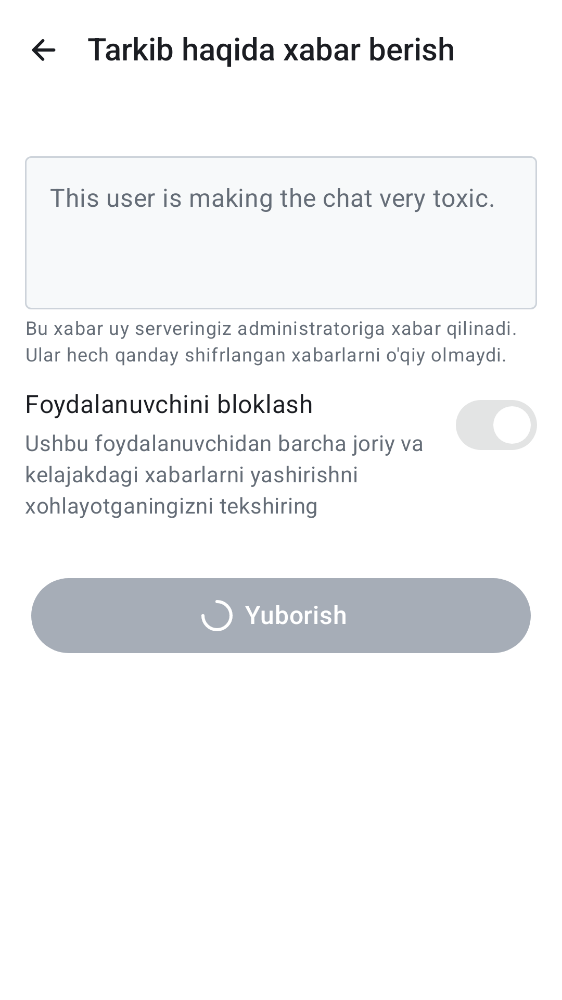 Tarkib haqida xabar berish
This user is making the chat very toxic.
Bu xabar uy serveringiz administratoriga xabar qilinadi.
Ular hech qanday shifrlangan xabarlarni o'qiy olmaydi.
Foydalanuvchini bloklash
Ushbu foydalanuvchidan barcha joriy va
kelajakdagi xabarlarni yashirishni
xohlayotganingizni tekshiring
Yuborish